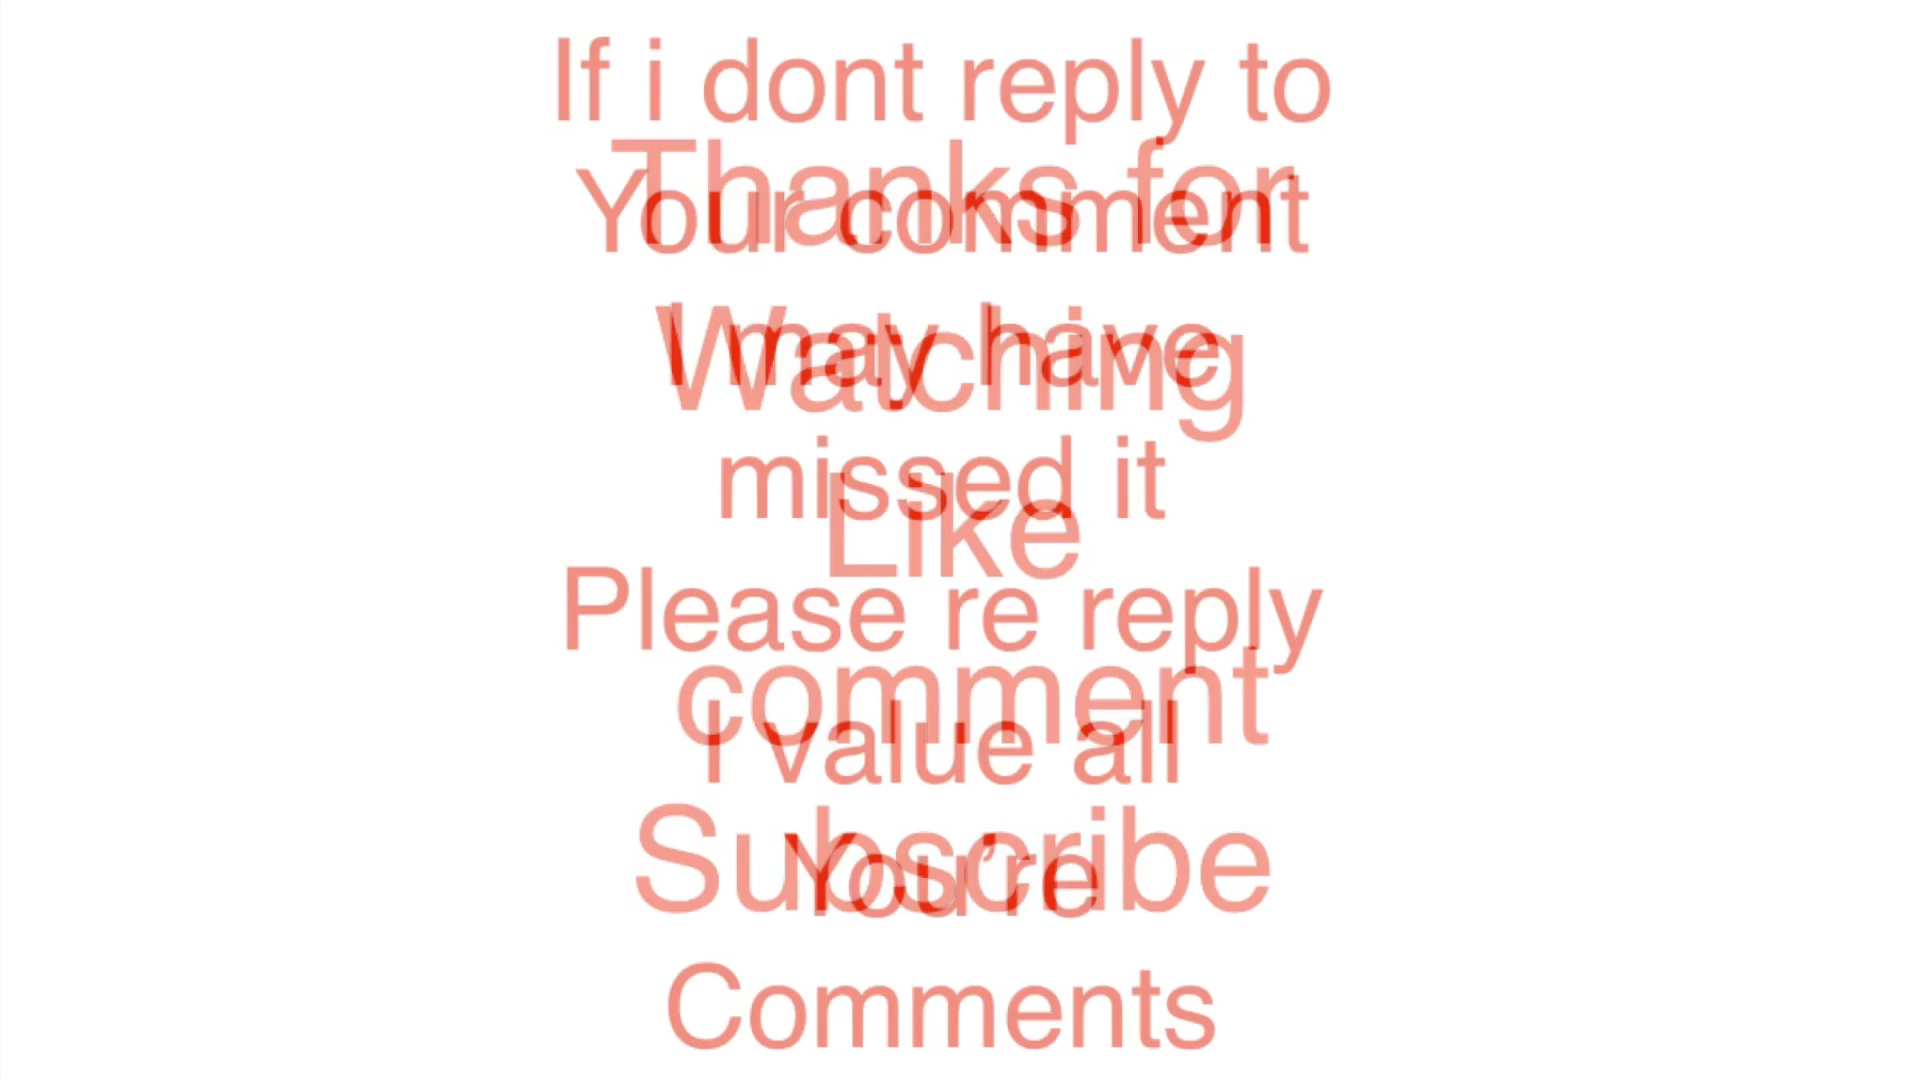 If i dont reply to
Thanks for
Your comment
I may have
Watching
missed it
Like
Please re reply
comment
I value all
Subscribe
You’re
Comments